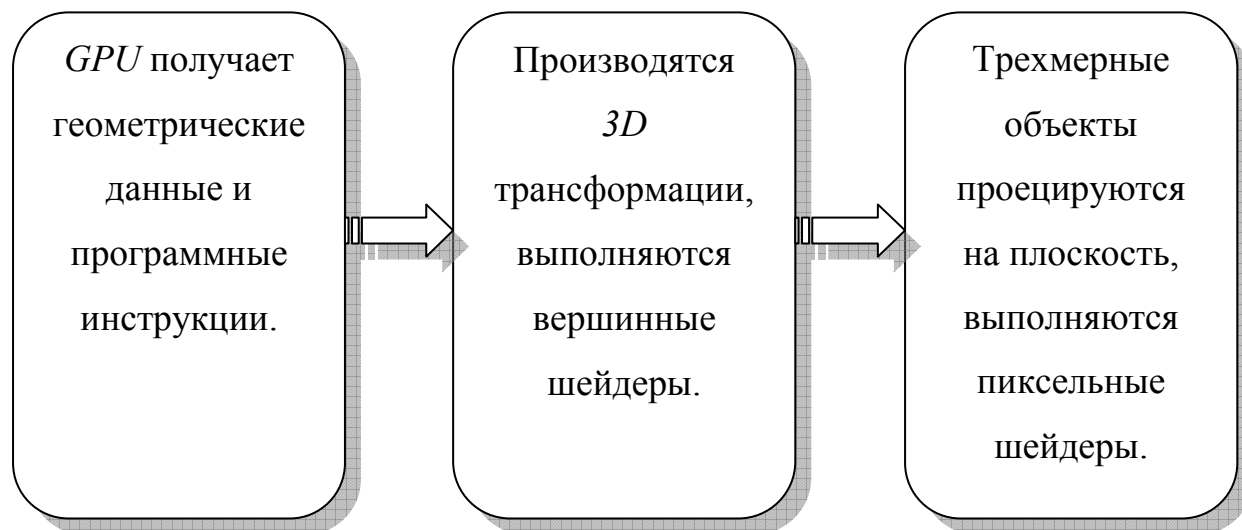 GPU получает
геометрические
данные и
программные
инструкции.
Производятся
3D
трансформации,
выполняются
вершинные
шейдеры.
Трехмерные
объекты
проецируются
на плоскость,
выполняются
пиксельные
шейдеры.